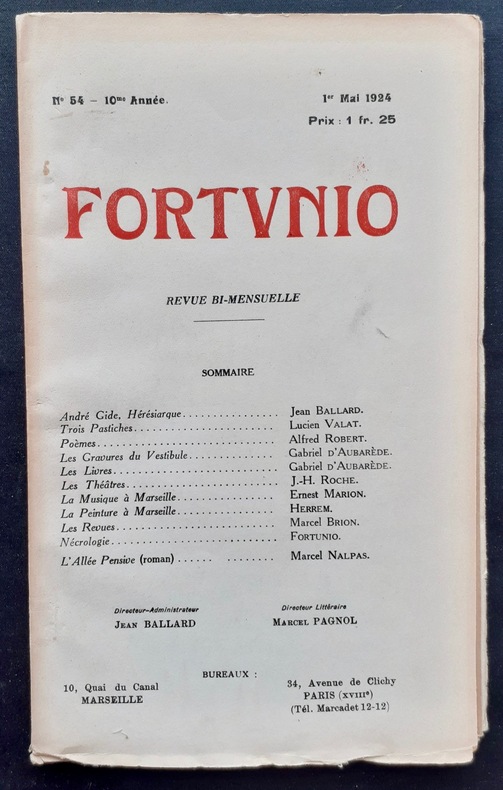 Nº 54 – 10me Année.
1er Mai 1924
Prix : 1 fr. 25
FORTVNIO
REVUE BI-MENSUELLE
SOMMAIRE
André Gide, Hérésiarque................ Jean BALLARD.
Trois Pastiches........................ Lucien VALAT.
Poèmes................................. Alfred ROBERT.
Les Gravures du Vestibule.............. Gabriel D'AUBARÈDE.
Les Livres............................. Gabriel D'AUBARÈDE.
Les Théâtres........................... J.-H. ROCHE.
La Musique à Marseille................. Ernest MARION.
La Peinture à Marseille................ HERREM.
Les Revues............................. Marcel BRION.
Nécrologie............................. FORTUNIO.
L'Allée Pensive (roman) ...... ........ Marcel NALPAS.
Directeur-Administrateur
JEAN BALLARD
Directeur Littéraire
MARCEL PAGNOL
BUREAUX :
10, Quai du Canal
MARSEILLE
34, Avenue de Clichy
PARIS (XVIIIe)
(Tél. Marcadet 12-12)